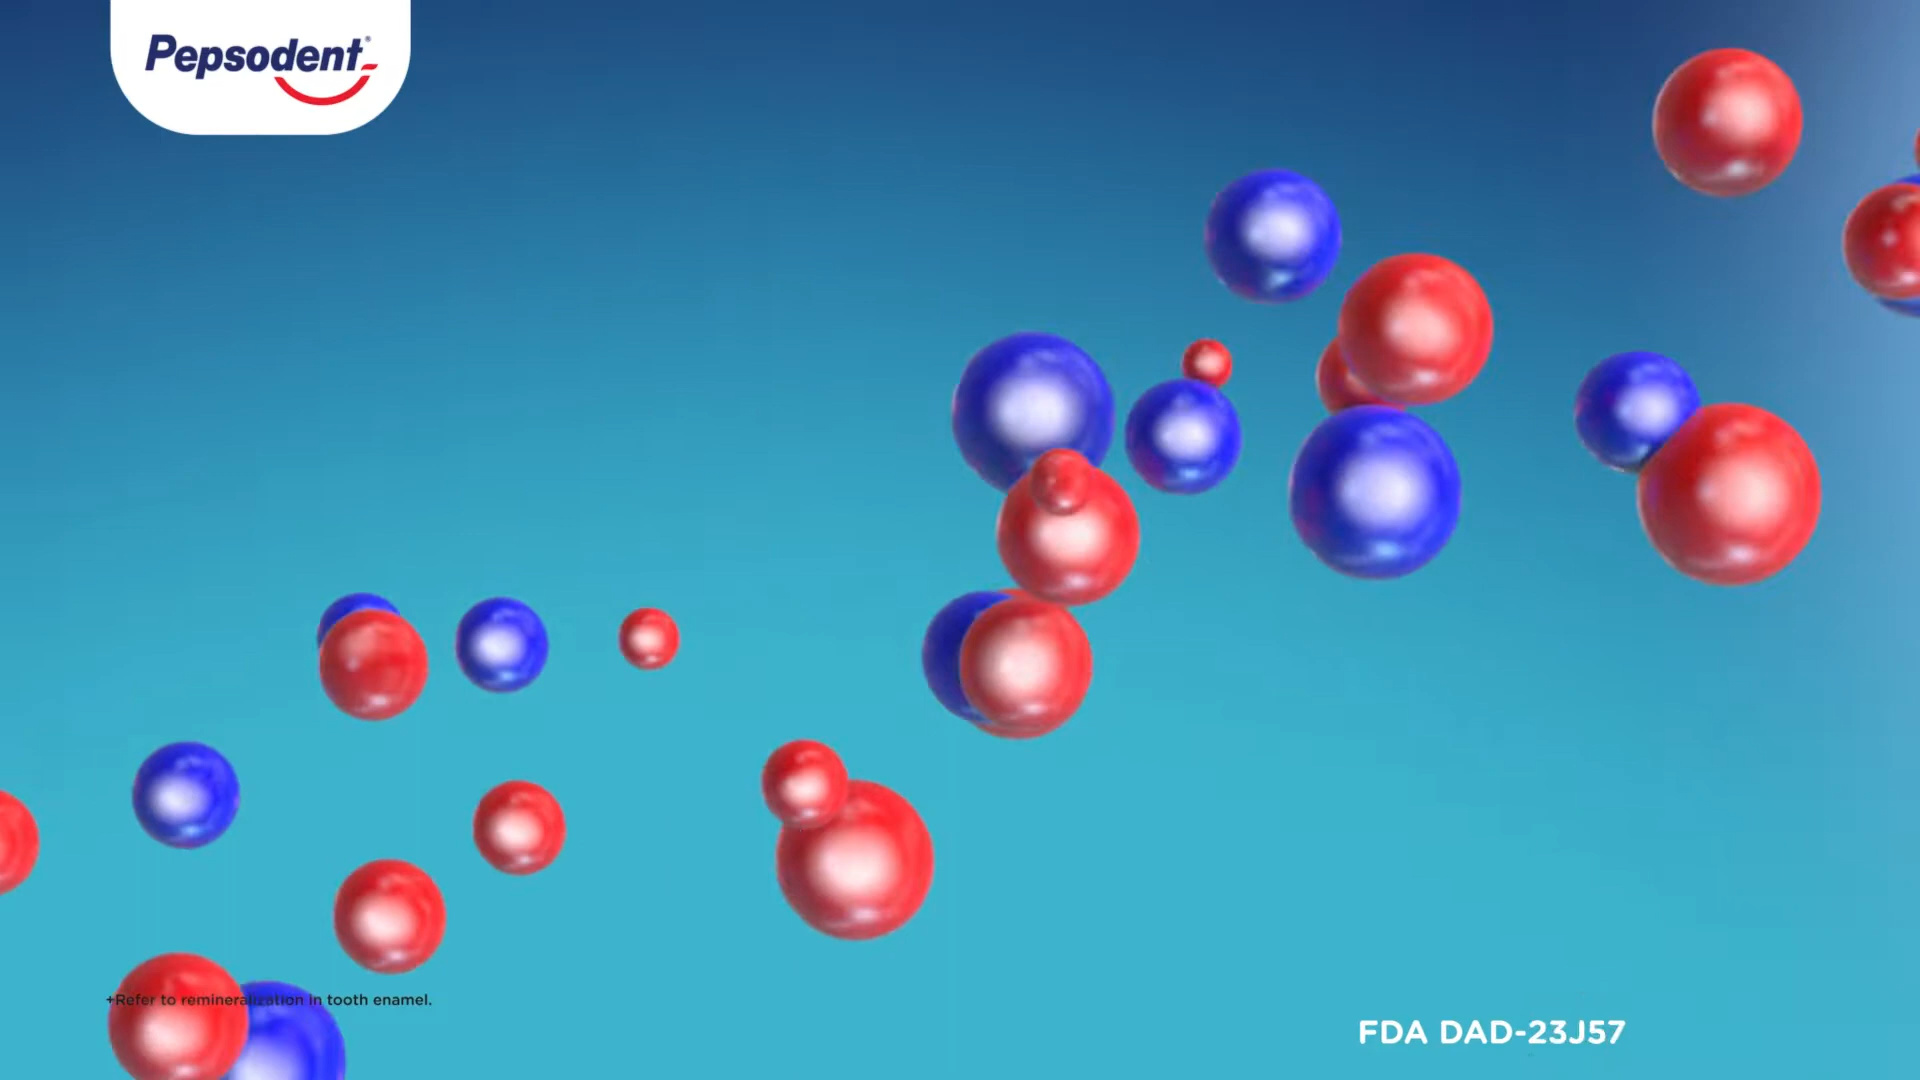 Pepsodent®
+Refer to remineralization in tooth enamel.
FDA DAD-23J57